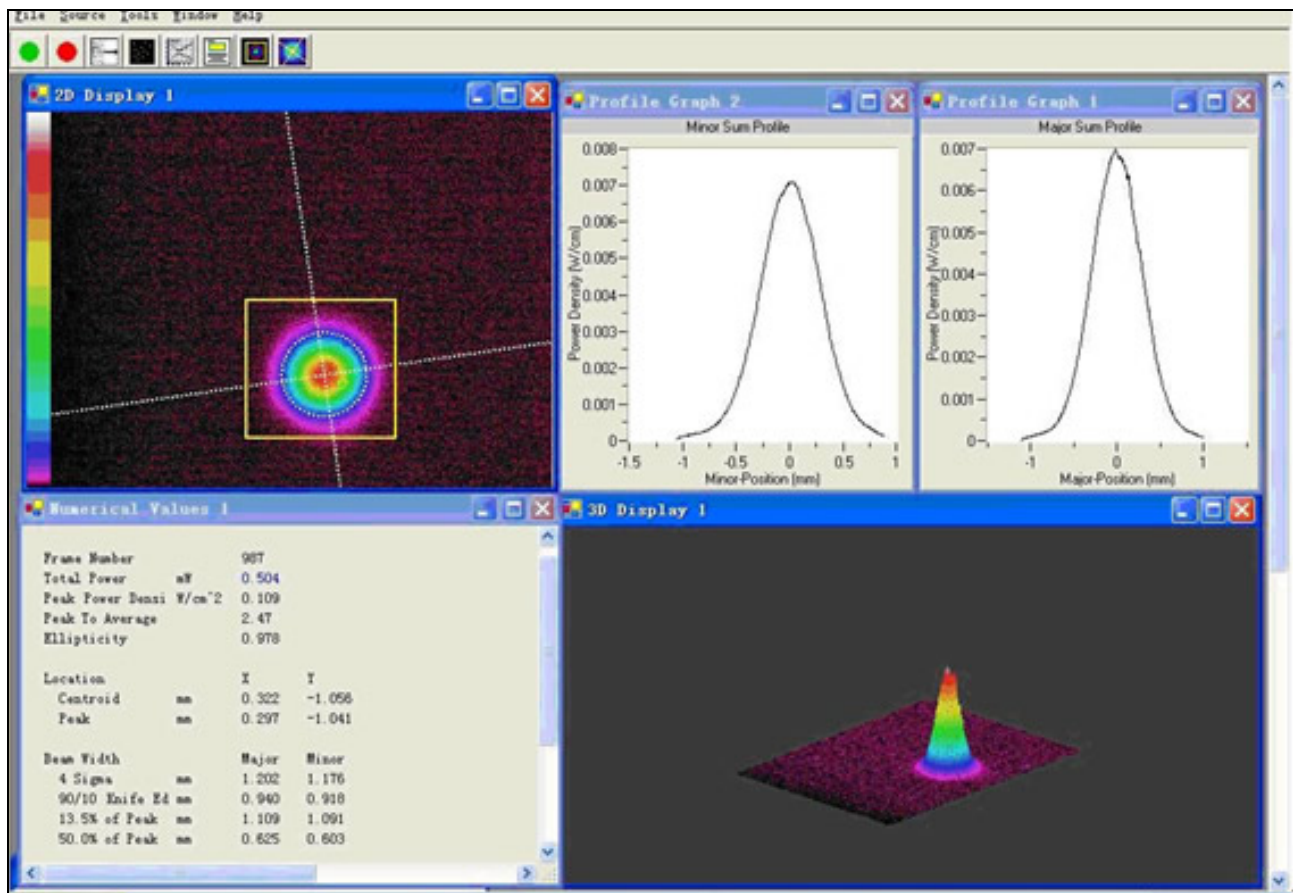 File Source Tools Window Help
2D Display 1
Profile Graph 2
Minor Sum Profile
0.008
0.007
0.006
0.005
0.004
0.003
0.002
0.001
0
Power Density [W/cm]
-1.5 -1 -0.5 0 0.5 1
Minor-Position [mm]
Profile Graph 1
Major Sum Profile
0.007
0.006
0.005
0.004
0.003
0.002
0.001
0
Power Density [W/cm]
-1 0 1
Major-Position [mm]
Numerical Values 1
Frame Number 987
Total Power mW 0.504
Peak Power Densi W/cm^2 0.109
Peak To Average 2.47
Ellipticity 0.978
Location X Y
Centroid mm 0.322 -1.056
Peak mm 0.297 -1.041
Beam Width Major Minor
4 Sigma mm 1.202 1.176
90/10 Knife Ed mm 0.940 0.918
13.5% of Peak mm 1.109 1.091
50.0% of Peak mm 0.625 0.603
3D Display 1